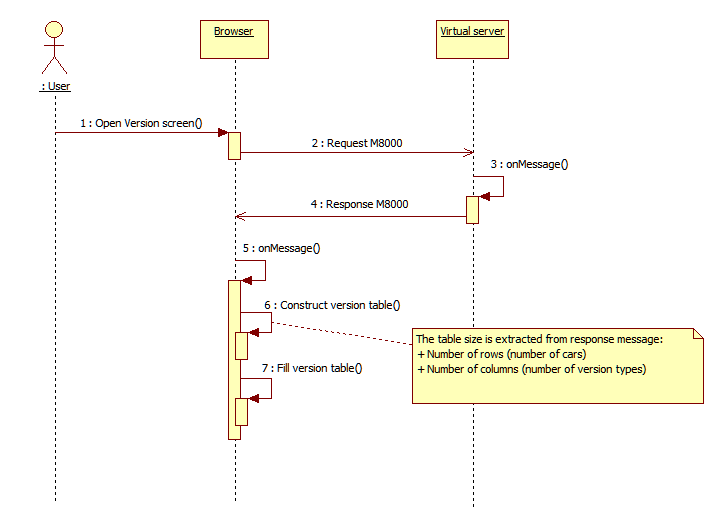 Browser
Virtual server
: User
1 : Open Version screen()
2 : Request M8000
3 : onMessage()
4 : Response M8000
5 : onMessage()
6 : Construct version table()
The table size is extracted from response message:
+ Number of rows (number of cars)
+ Number of columns (number of version types)
7 : Fill version table()